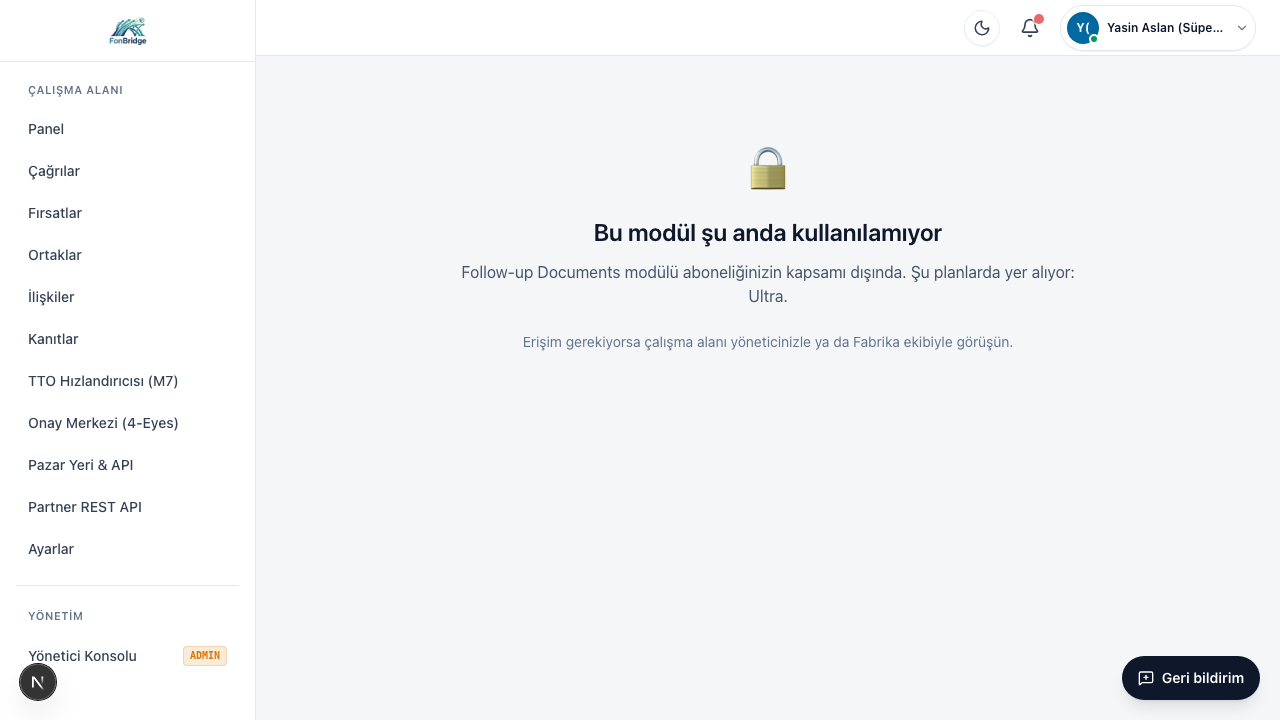 FonBridge
ÇALIŞMA ALANI
Panel
Çağrılar
Fırsatlar
Ortaklar
İlişkiler
Kanıtlar
TTO Hızlandırıcısı (M7)
Onay Merkezi (4-Eyes)
Pazar Yeri & API
Partner REST API
Ayarlar
YÖNETİM
Yönetici Konsolu ADMIN
N
Y( Yasin Aslan (Süpe...
Bu modül şu anda kullanılamıyor
Follow-up Documents modülü aboneliğinizin kapsamı dışında. Şu planlarda yer alıyor:
Ultra.
Erişim gerekiyorsa çalışma alanı yöneticinizle ya da Fabrika ekibiyle görüşün.
Geri bildirim